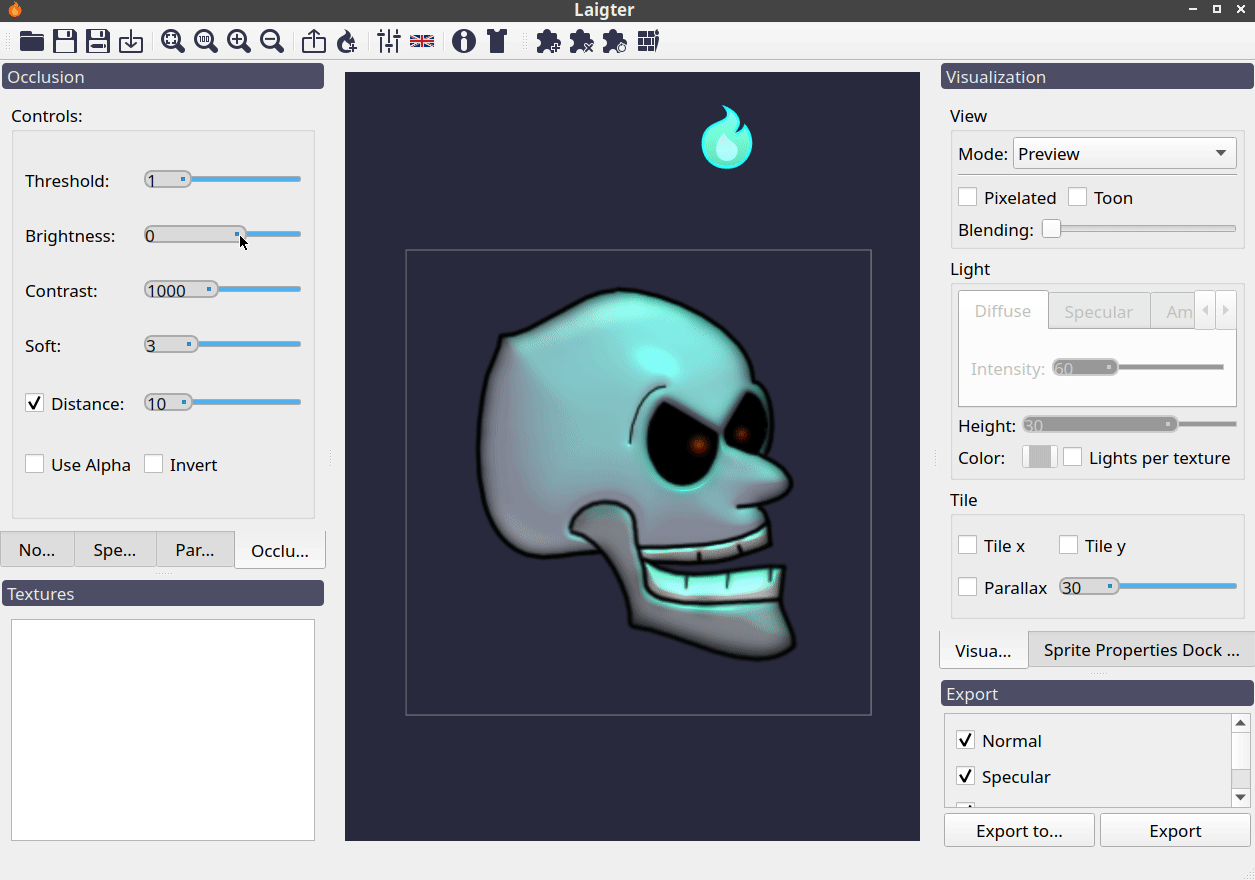 Laigter
100
Occlusion
Controls:
Threshold: 1
Brightness: 0
Contrast: 1000
Soft: 3
Distance: 10
Use Alpha Invert
No... Spe... Par... Occlu...
Textures
Visualization
View
Mode: Preview
Pixelated Toon
Blending:
Light
Diffuse Specular Am
Intensity: 60
Height: 30
Color: Lights per texture
Tile
Tile x Tile y
Parallax 30
Visua... Sprite Properties Dock ...
Export
Normal
Specular
Export to... Export